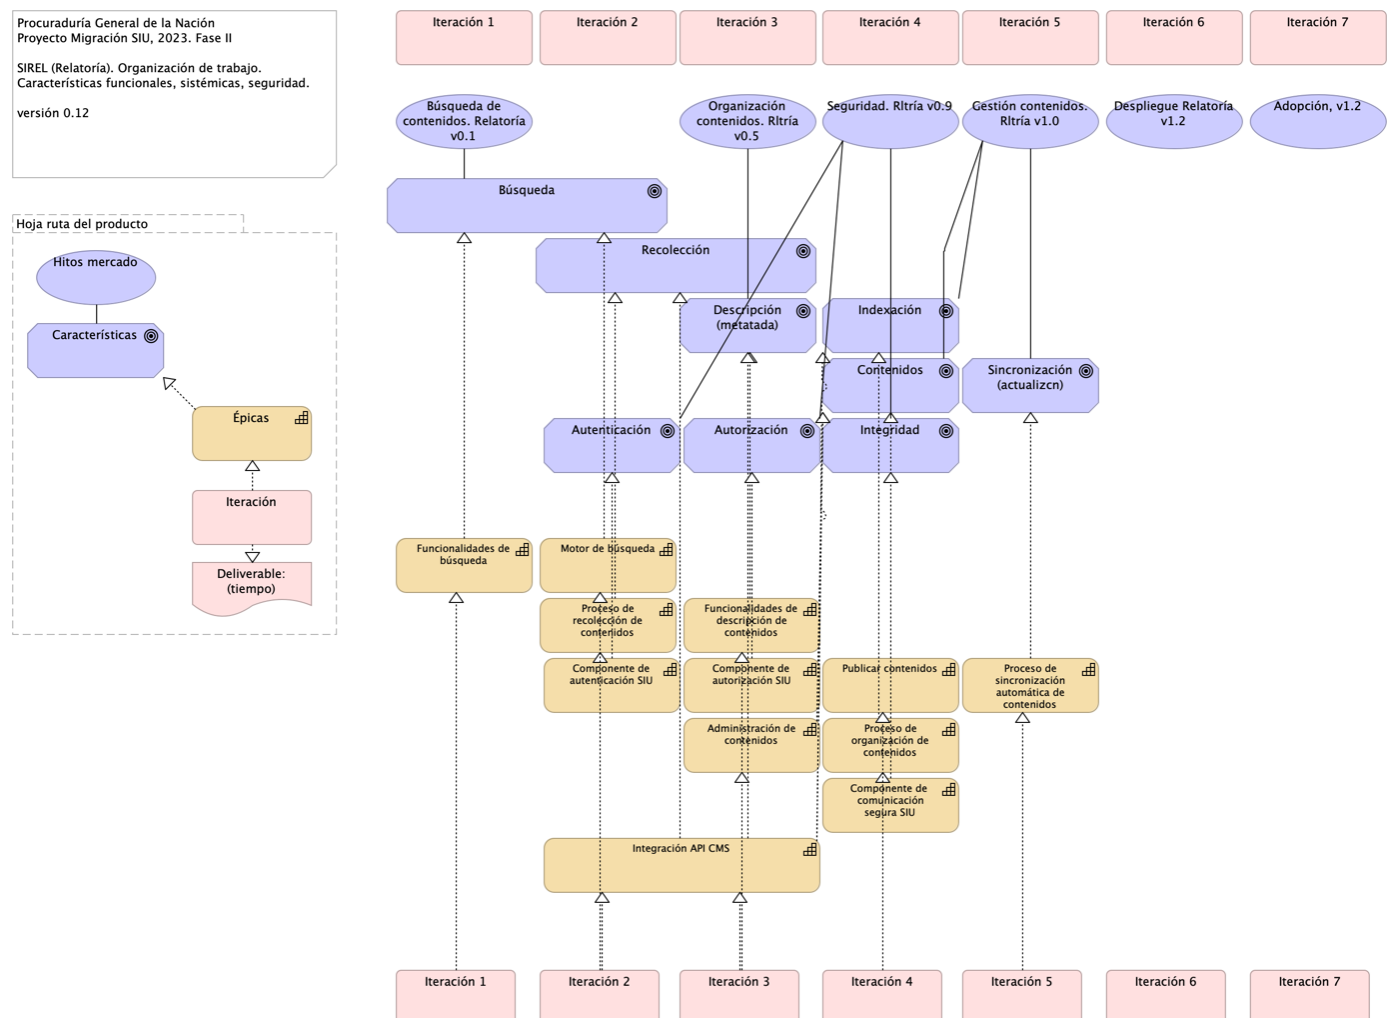 Procuraduría General de la Nación
Proyecto Migración SIU, 2023. Fase II
SIREL (Relatoría). Organización de trabajo.
Características funcionales, sistémicas, seguridad.
versión 0.12
Hoja ruta del producto
Hitos mercado
Características
Épicas
Iteración
Deliverable:
(tiempo)
Iteración 1
Iteración 2
Iteración 3
Iteración 4
Iteración 5
Iteración 6
Iteración 7
Búsqueda de
contenidos. Relatoría
v0.1
Organización
contenidos. Rltría
v0.5
Seguridad. Rltría v0.9
Gestión contenidos.
Rltría v1.0
Despliegue Relatoría
v1.2
Adopción, v1.2
Búsqueda
Recolección
Descripción
(metatada)
Indexación
Contenidos
Sincronización
(actualizcn)
Autenticación
Autorización
Integridad
Funcionalidades de
búsqueda
Motor de búsqueda
Proceso de
recolección de
contenidos
Funcionalidades de
descripción de
contenidos
Componente de
autenticación SIU
Componente de
autorización SIU
Publicar contenidos
Proceso de
sincronización
automática de
contenidos
Administración de
contenidos
Proceso de
organización de
contenidos
Componente de
comunicación
segura SIU
Integración API CMS
Iteración 1
Iteración 2
Iteración 3
Iteración 4
Iteración 5
Iteración 6
Iteración 7